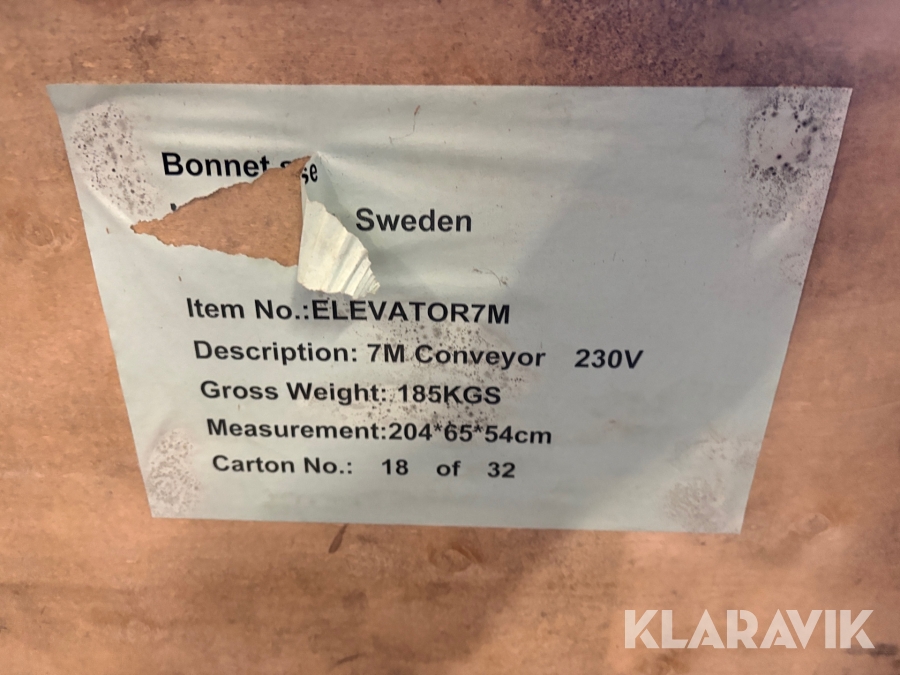 Bonnet
Sweden
Item No.:ELEVATOR7M
Description: 7M Conveyor 230V
Gross Weight: 185KGS
Measurement:204*65*54cm
Carton No.: 18 of 32
KLARAVIK